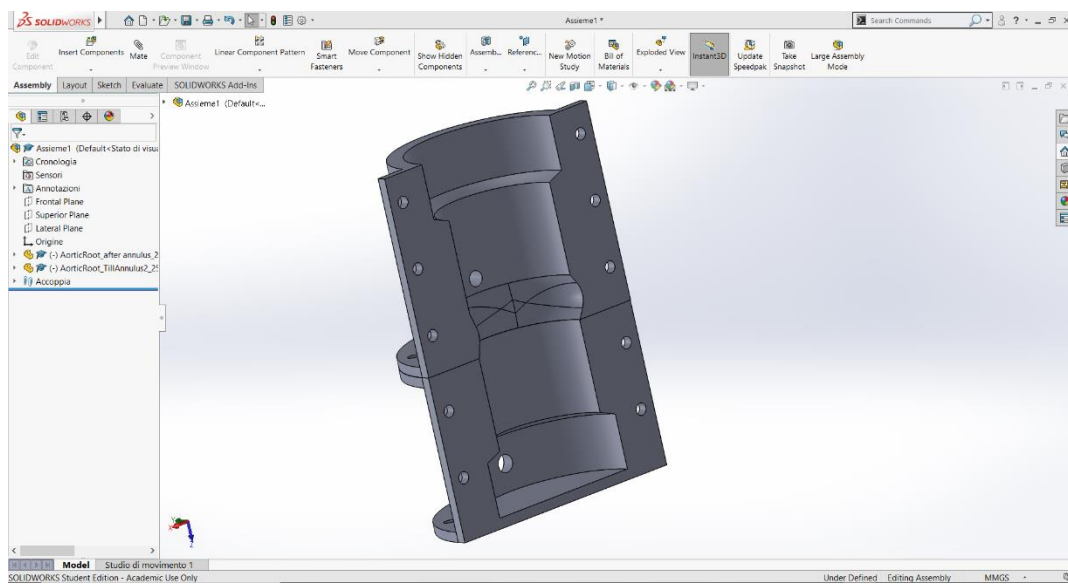 SOLIDWORKS
Assieme1 *
Search Commands
Edit Component
Insert Components
Mate
Component Preview Window
Linear Component Pattern
Smart Fasteners
Move Component
Show Hidden Components
Assemb...
Referenc...
New Motion Study
Bill of Materials
Exploded View
Instant3D
Update Speedpak
Take Snapshot
Large Assembly Mode
Assembly Layout Sketch Evaluate SOLIDWORKS Add-Ins
Assieme1 (Default<...
Assieme1 (Default<Stato di visua
Cronologia
Sensori
Annotazioni
Frontal Plane
Superior Plane
Lateral Plane
Origine
(-) AorticRoot_after annulus_2
(-) AorticRoot_TillAnnulus2_25
Accoppia
Model Studio di movimento 1
SOLIDWORKS Student Edition - Academic Use Only
Under Defined Editing Assembly MMGS